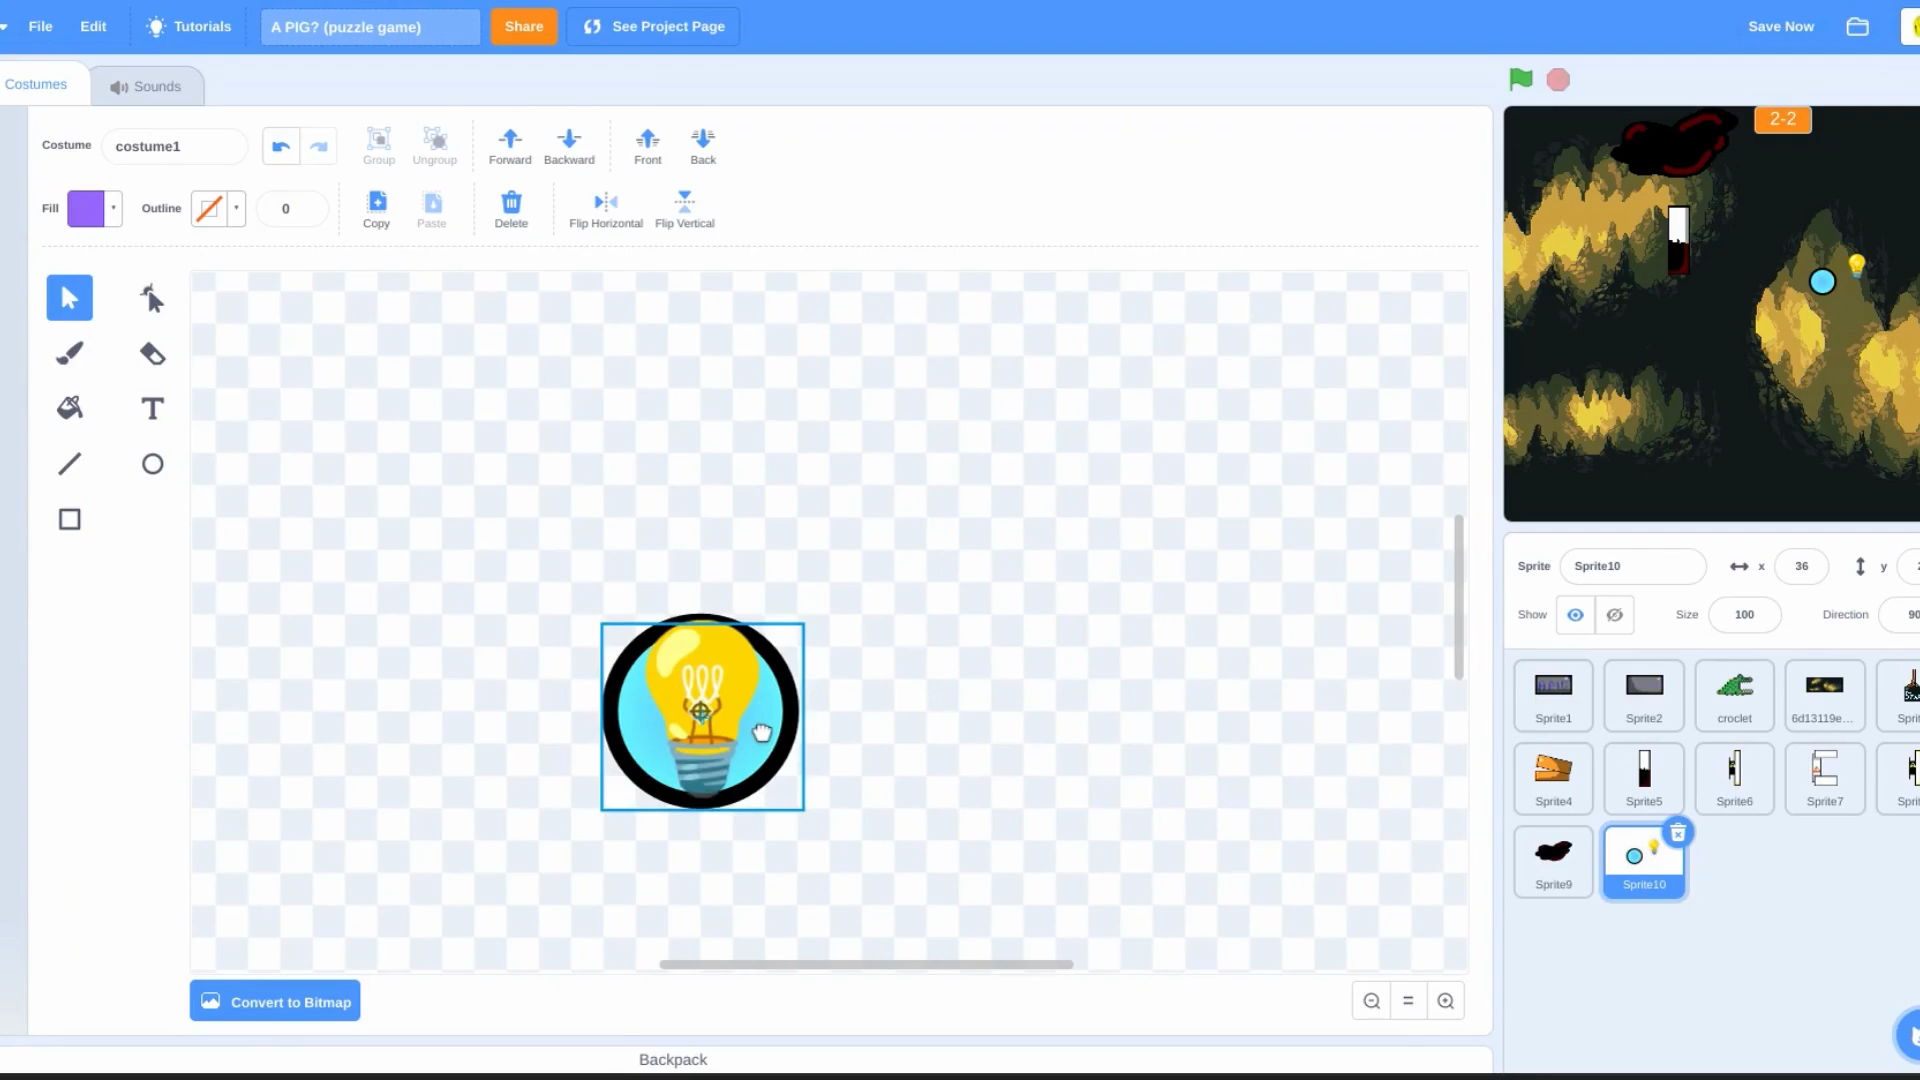 File Edit Tutorials A PIG? (puzzle game) Share See Project Page Save Now
Costumes Sounds
Costume costume1 Group Ungroup Forward Backward Front Back
Fill Outline 0 Copy Paste Delete Flip Horizontal Flip Vertical
T
Convert to Bitmap
Backpack
2-2
Sprite Sprite10 x 36 y
Show Size 100 Direction 90
Sprite1 Sprite2 croclet 6d13119e...
Sprite4 Sprite5 Sprite6 Sprite7
Sprite9 Sprite10